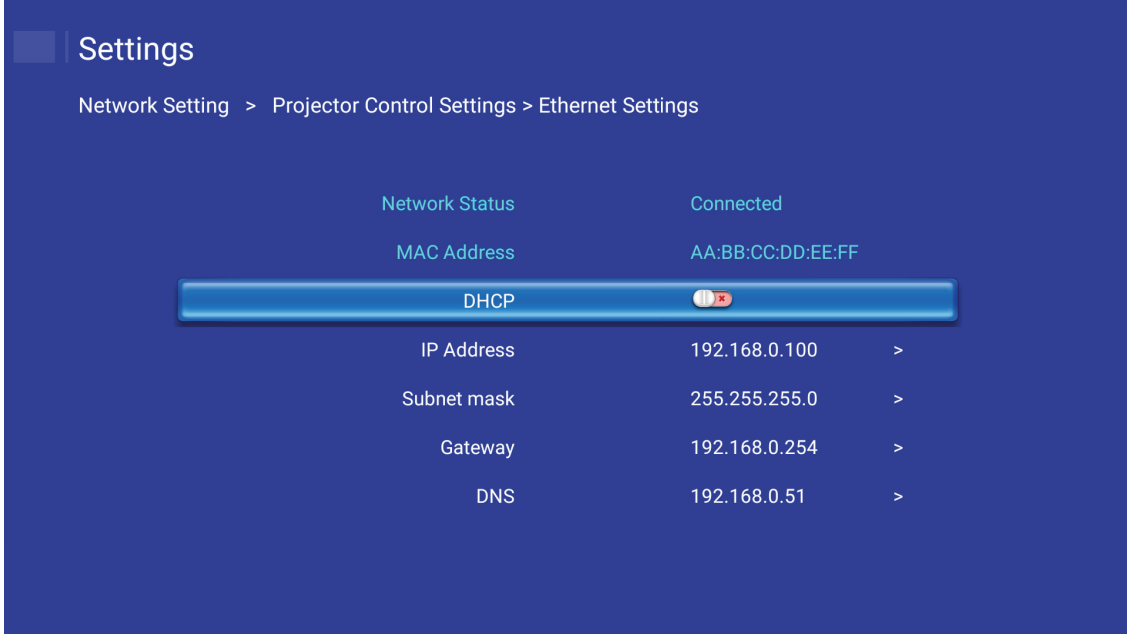 Settings
Network Setting > Projector Control Settings > Ethernet Settings
Network Status Connected
MAC Address AA:BB:CC:DD:EE:FF
DHCP
IP Address 192.168.0.100 >
Subnet mask 255.255.255.0 >
Gateway 192.168.0.254 >
DNS 192.168.0.51 >